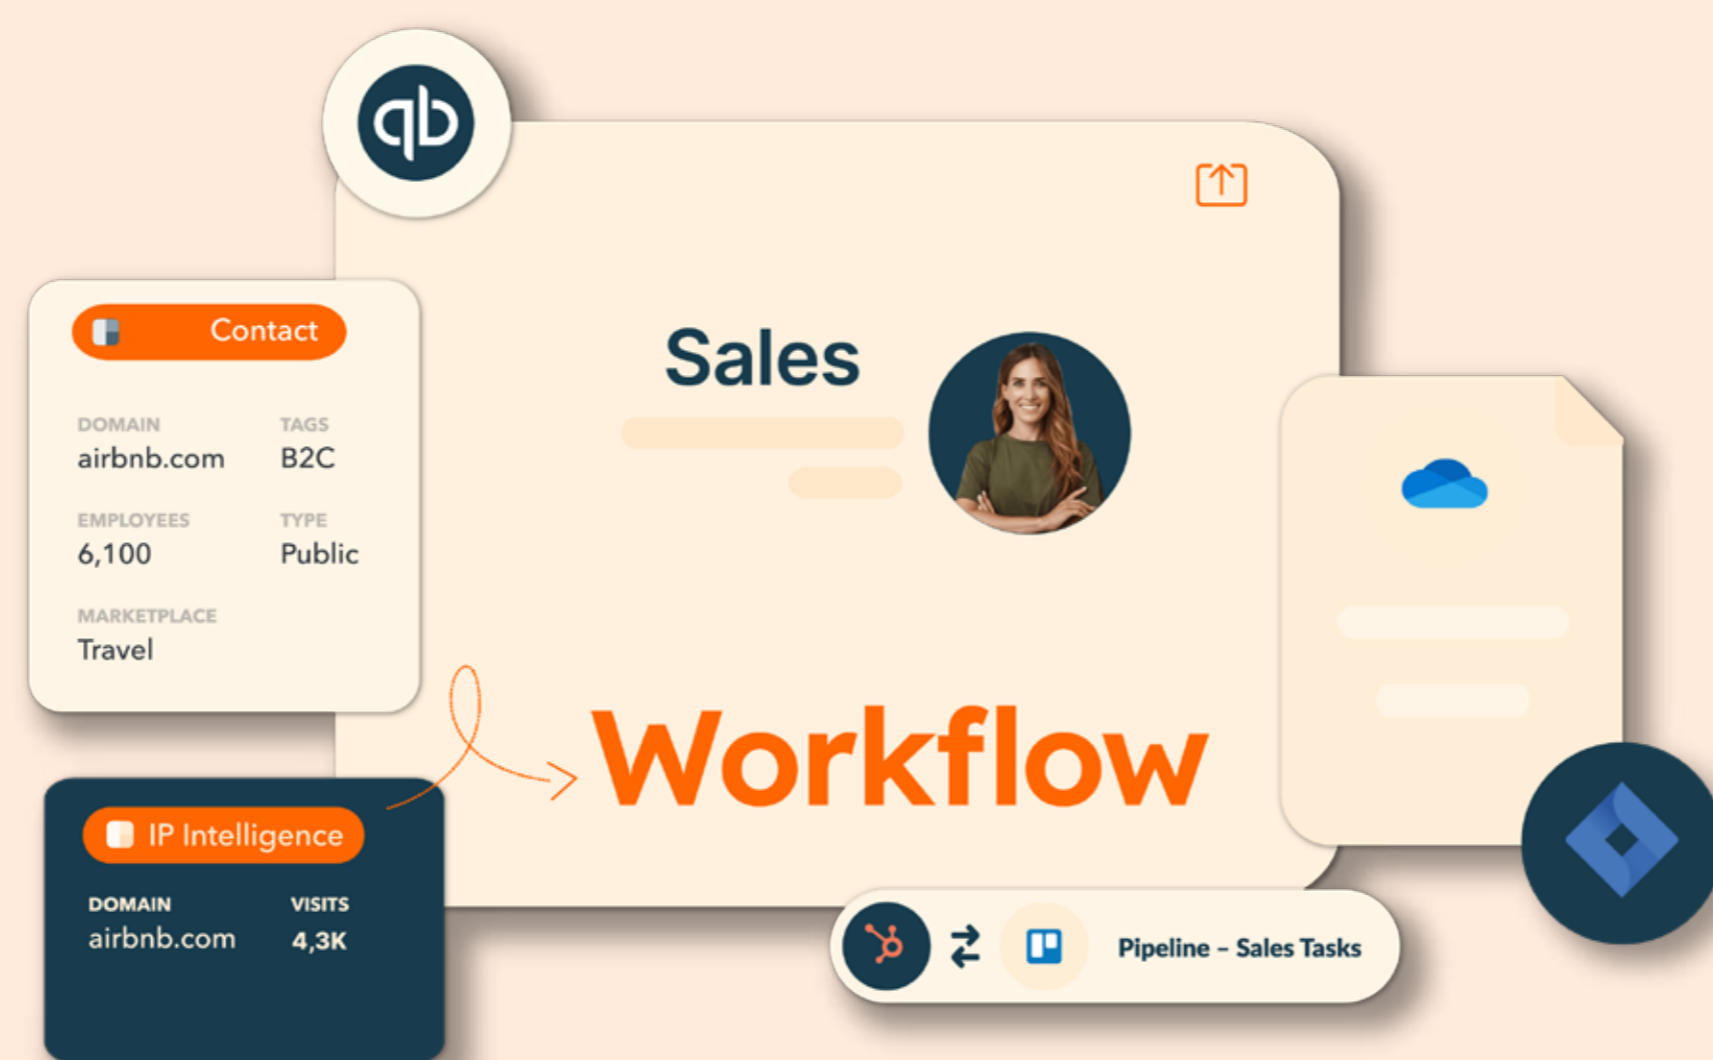 qb
Sales
Contact
DOMAIN TAGS
airbnb.com B2C
EMPLOYEES TYPE
6,100 Public
MARKETPLACE
Travel
Workflow
IP Intelligence
DOMAIN VISITS
airbnb.com 4,3K
Pipeline – Sales Tasks